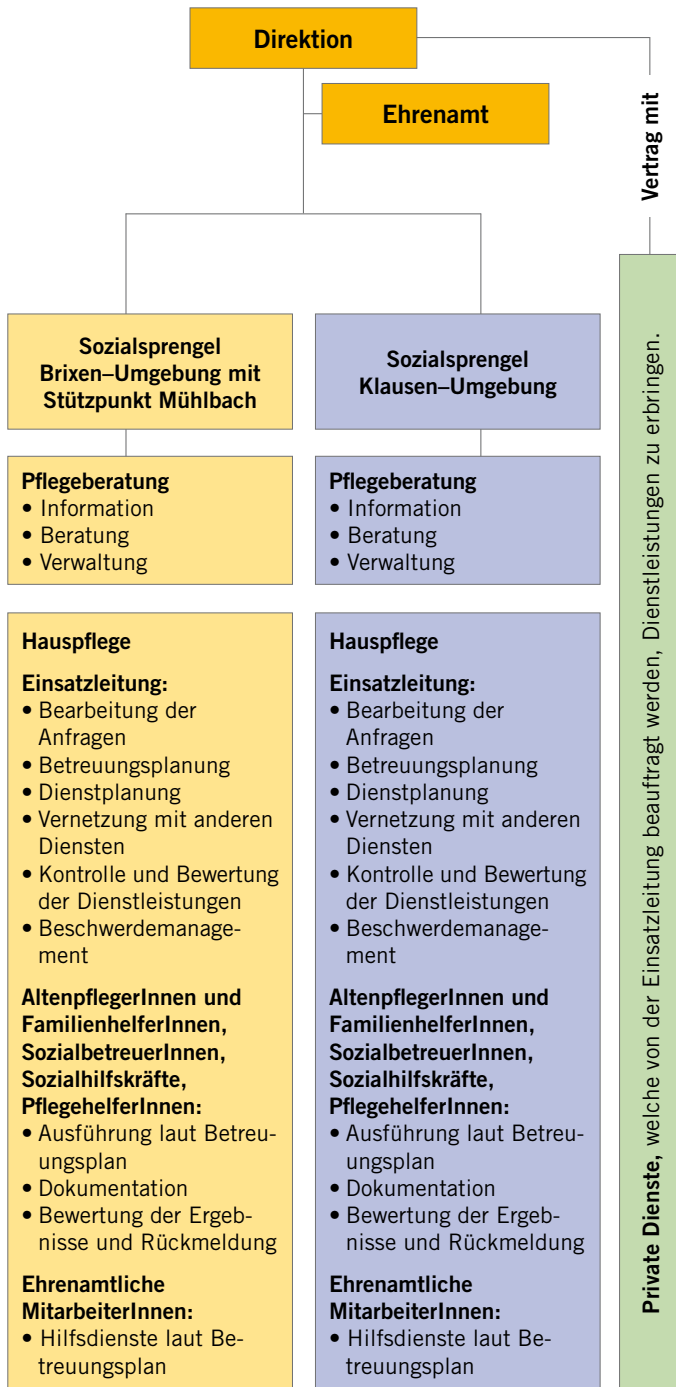 Direktion
Ehrenamt
Vertrag mit
Sozialsprengel
Brixen–Umgebung mit
Stützpunkt Mühlbach
Pflegeberatung
• Information
• Beratung
• Verwaltung
Hauspflege
Einsatzleitung:
• Bearbeitung der
Anfragen
• Betreuungsplanung
• Dienstplanung
• Vernetzung mit anderen
Diensten
• Kontrolle und Bewertung
der Dienstleistungen
• Beschwerdemanage-
ment
AltenpflegerInnen und
FamilienhelferInnen,
SozialbetreuerInnen,
Sozialhilfskräfte,
PflegehelferInnen:
• Ausführung laut Betreu-
ungsplan
• Dokumentation
• Bewertung der Ergeb-
nisse und Rückmeldung
Ehrenamtliche
MitarbeiterInnen:
• Hilfsdienste laut Be-
treuungsplan
Sozialsprengel
Klausen–Umgebung
Pflegeberatung
• Information
• Beratung
• Verwaltung
Hauspflege
Einsatzleitung:
• Bearbeitung der
Anfragen
• Betreuungsplanung
• Dienstplanung
• Vernetzung mit anderen
Diensten
• Kontrolle und Bewertung
der Dienstleistungen
• Beschwerdemanage-
ment
AltenpflegerInnen und
FamilienhelferInnen,
SozialbetreuerInnen,
Sozialhilfskräfte,
PflegehelferInnen:
• Ausführung laut Betreu-
ungsplan
• Dokumentation
• Bewertung der Ergeb-
nisse und Rückmeldung
Ehrenamtliche
MitarbeiterInnen:
• Hilfsdienste laut Be-
treuungsplan
Private Dienste, welche von der Einsatzleitung beauftragt werden, Dienstleistungen zu erbringen.